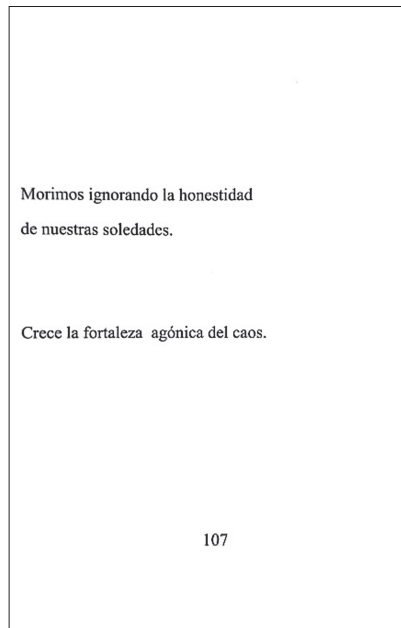 Morimos ignorando la honestidad
de nuestras soledades.
Crece la fortaleza agónica del caos.
107